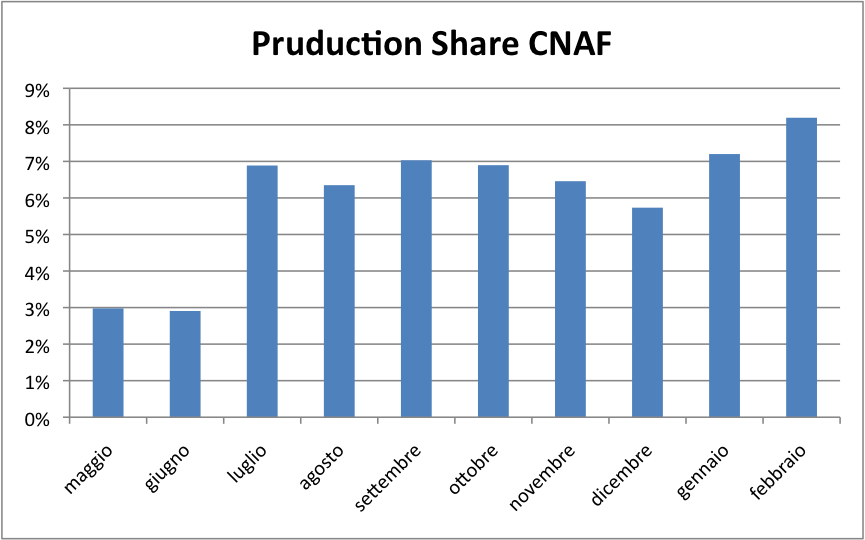 Pruduction Share CNAF
9%
8%
7%
6%
5%
4%
3%
2%
1%
0%
maggio
giugno
luglio
agosto
settembre
ottobre
novembre
dicembre
gennaio
febbraio